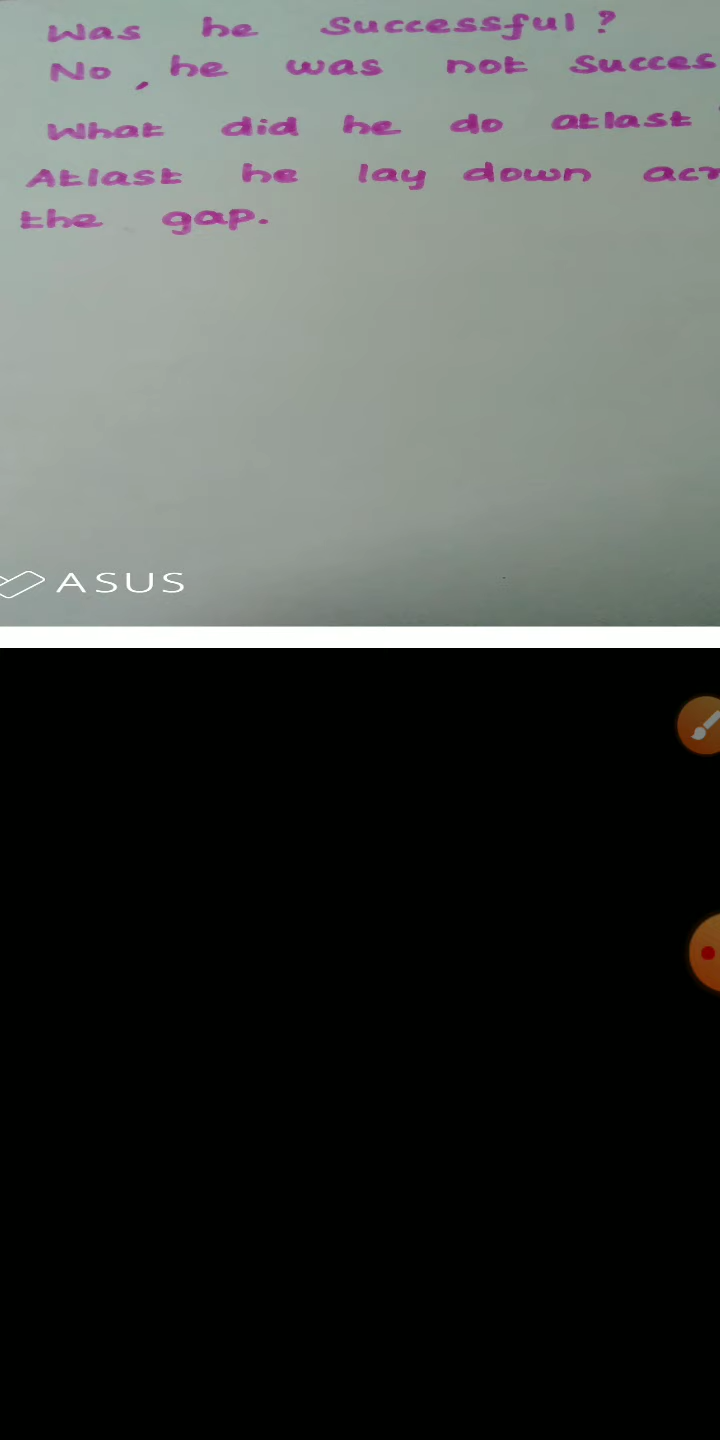 Was he Successful?
No, he was not Succes
What did he do atlast
Atlast he lay down acr
the gap.
ASUS